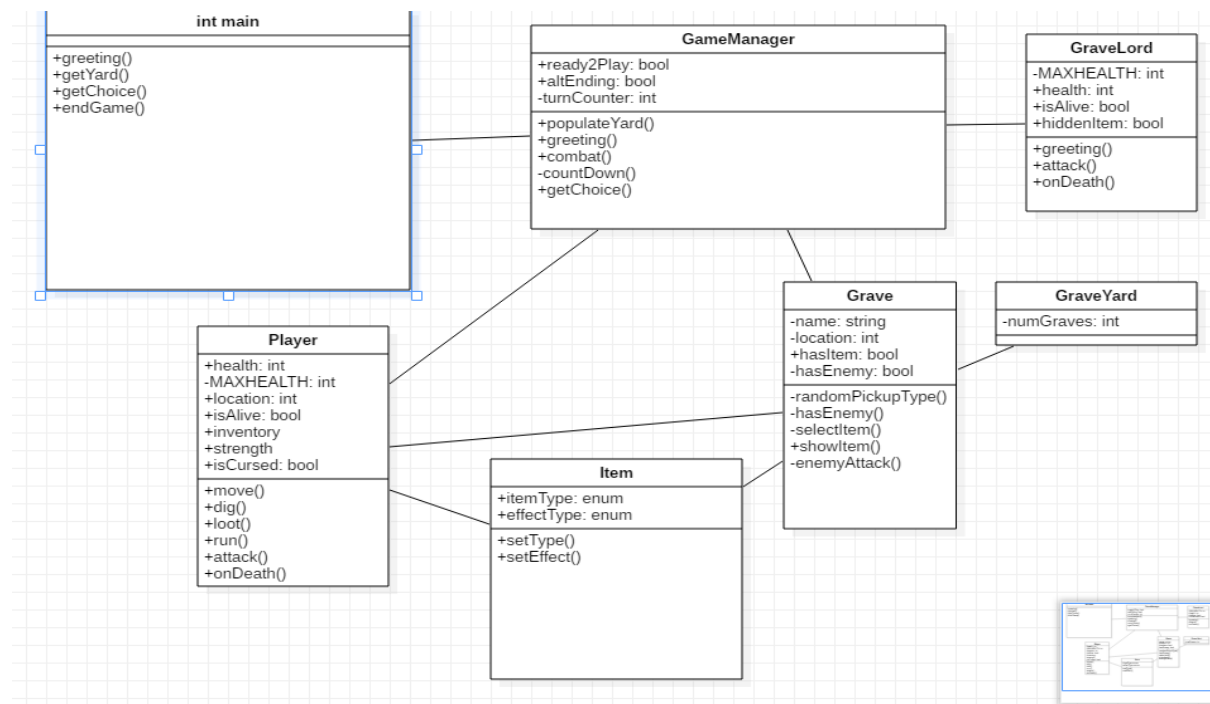 int main
+greeting()
+getYard()
+getChoice()
+endGame()
GameManager
+ready2Play: bool
+altEnding: bool
-turnCounter: int
+populateYard()
+greeting()
+combat()
-countDown()
+getChoice()
GraveLord
-MAXHEALTH: int
+health: int
+isAlive: bool
+hiddenItem: bool
+greeting()
+attack()
+onDeath()
Player
+health: int
-MAXHEALTH: int
+location: int
+isAlive: bool
+inventory
+strength
+isCursed: bool
+move()
+dig()
+loot()
+run()
+attack()
+onDeath()
Item
+itemType: enum
+effectType: enum
+setType()
+setEffect()
Grave
-name: string
-location: int
+hasItem: bool
-hasEnemy: bool
-randomPickupType()
-hasEnemy()
-selectItem()
+showItem()
-enemyAttack()
GraveYard
-numGraves: int